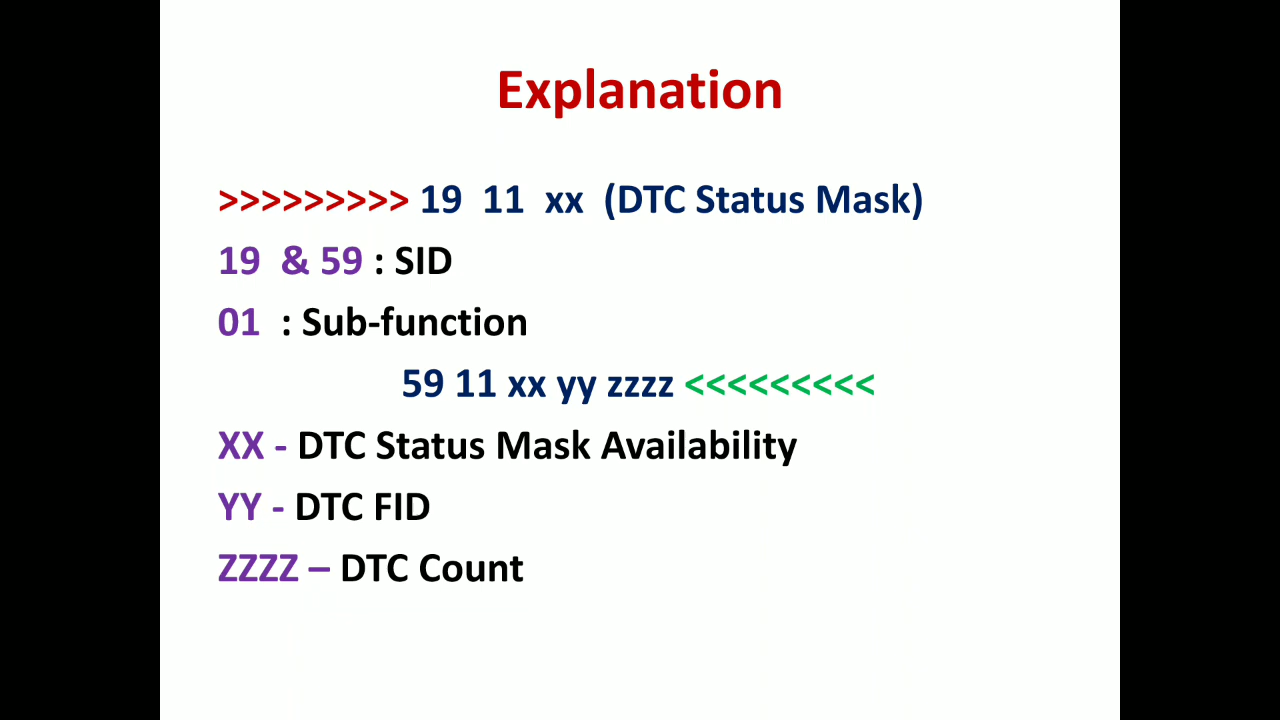 Explanation
>>>>>>>>> 19 11 xx (DTC Status Mask)
19 & 59 : SID
01 : Sub-function
59 11 xx yy zzzz <<<<<<<<<
XX - DTC Status Mask Availability
YY - DTC FID
ZZZZ – DTC Count